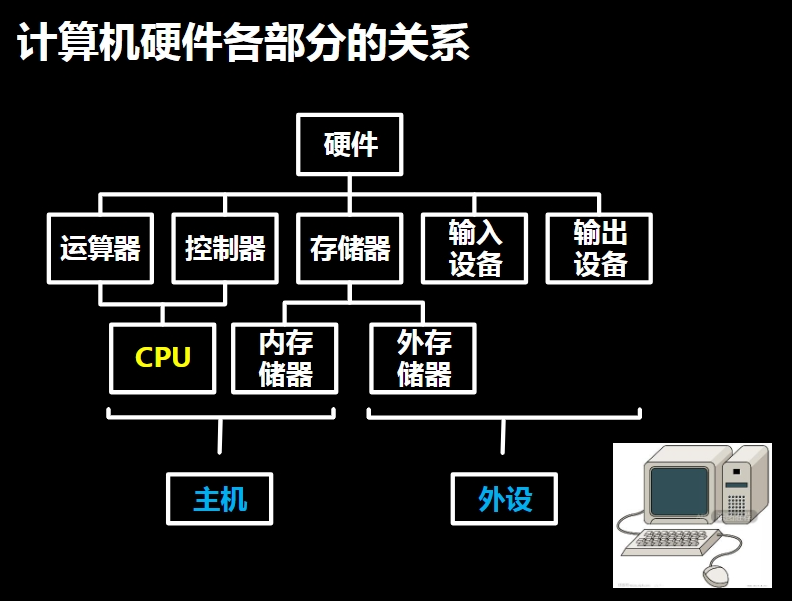 计算机硬件各部分的关系
硬件
运算器
控制器
存储器
输入
设备
输出
设备
CPU
内存
储器
外存
储器
主机
外设